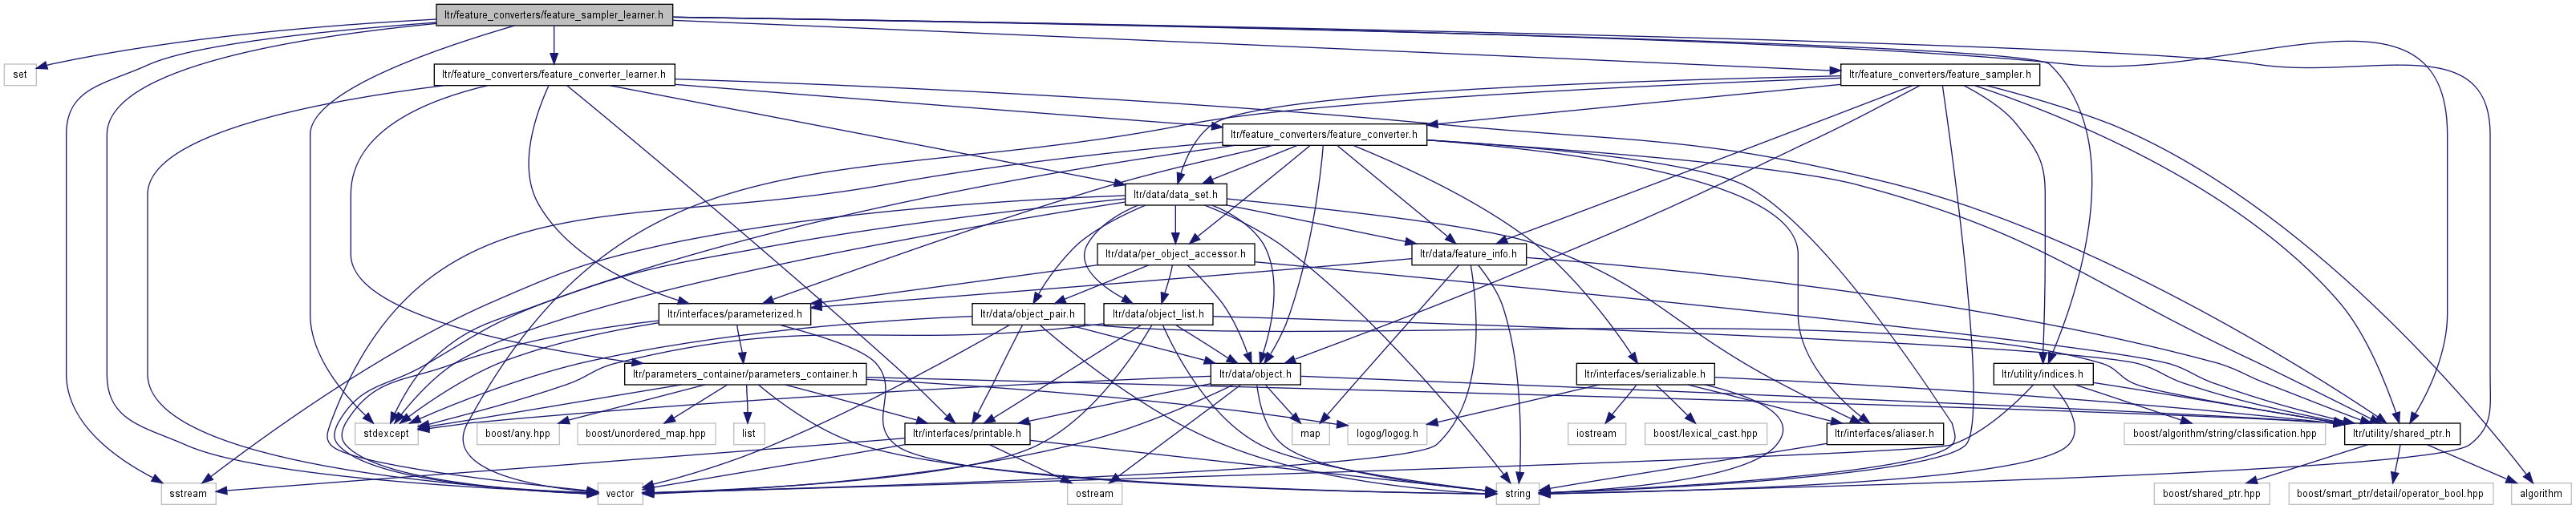 ltr/feature_converters/feature_sampler_learner.h
set
ltr/feature_converters/feature_converter_learner.h
ltr/feature_converters/feature_sampler.h
ltr/feature_converters/feature_converter.h
ltr/data/data_set.h
ltr/data/per_object_accessor.h
ltr/data/feature_info.h
ltr/interfaces/parameterized.h
ltr/data/object_pair.h
ltr/data/object_list.h
ltr/parameters_container/parameters_container.h
ltr/data/object.h
ltr/interfaces/serializable.h
ltr/utility/indices.h
stdexcept
boost/any.hpp
boost/unordered_map.hpp
list
ltr/interfaces/printable.h
map
logog/logog.h
iostream
boost/lexical_cast.hpp
ltr/interfaces/aliaser.h
boost/algorithm/string/classification.hpp
ltr/utility/shared_ptr.h
sstream
vector
ostream
string
boost/shared_ptr.hpp
boost/smart_ptr/detail/operator_bool.hpp
algorithm